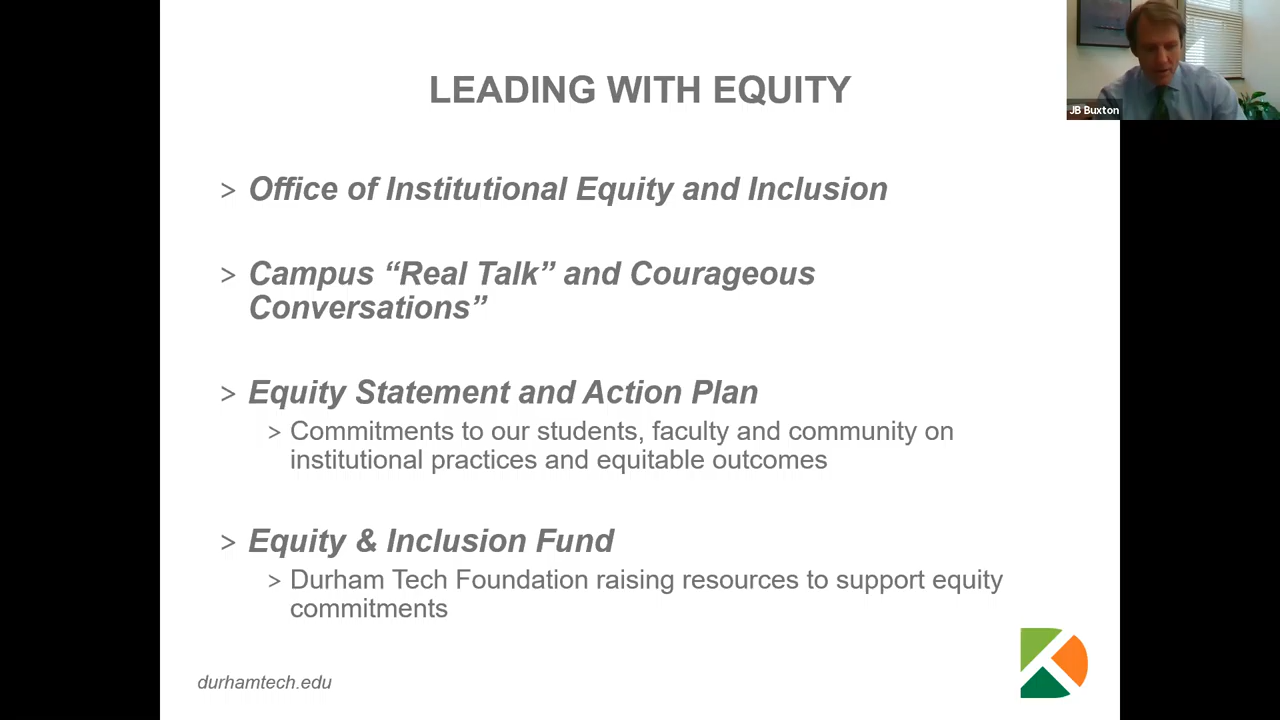 LEADING WITH EQUITY
JB Buxton
> Office of Institutional Equity and Inclusion
> Campus “Real Talk” and Courageous
Conversations”
> Equity Statement and Action Plan
> Commitments to our students, faculty and community on
institutional practices and equitable outcomes
> Equity & Inclusion Fund
> Durham Tech Foundation raising resources to support equity
commitments
durhamtech.edu